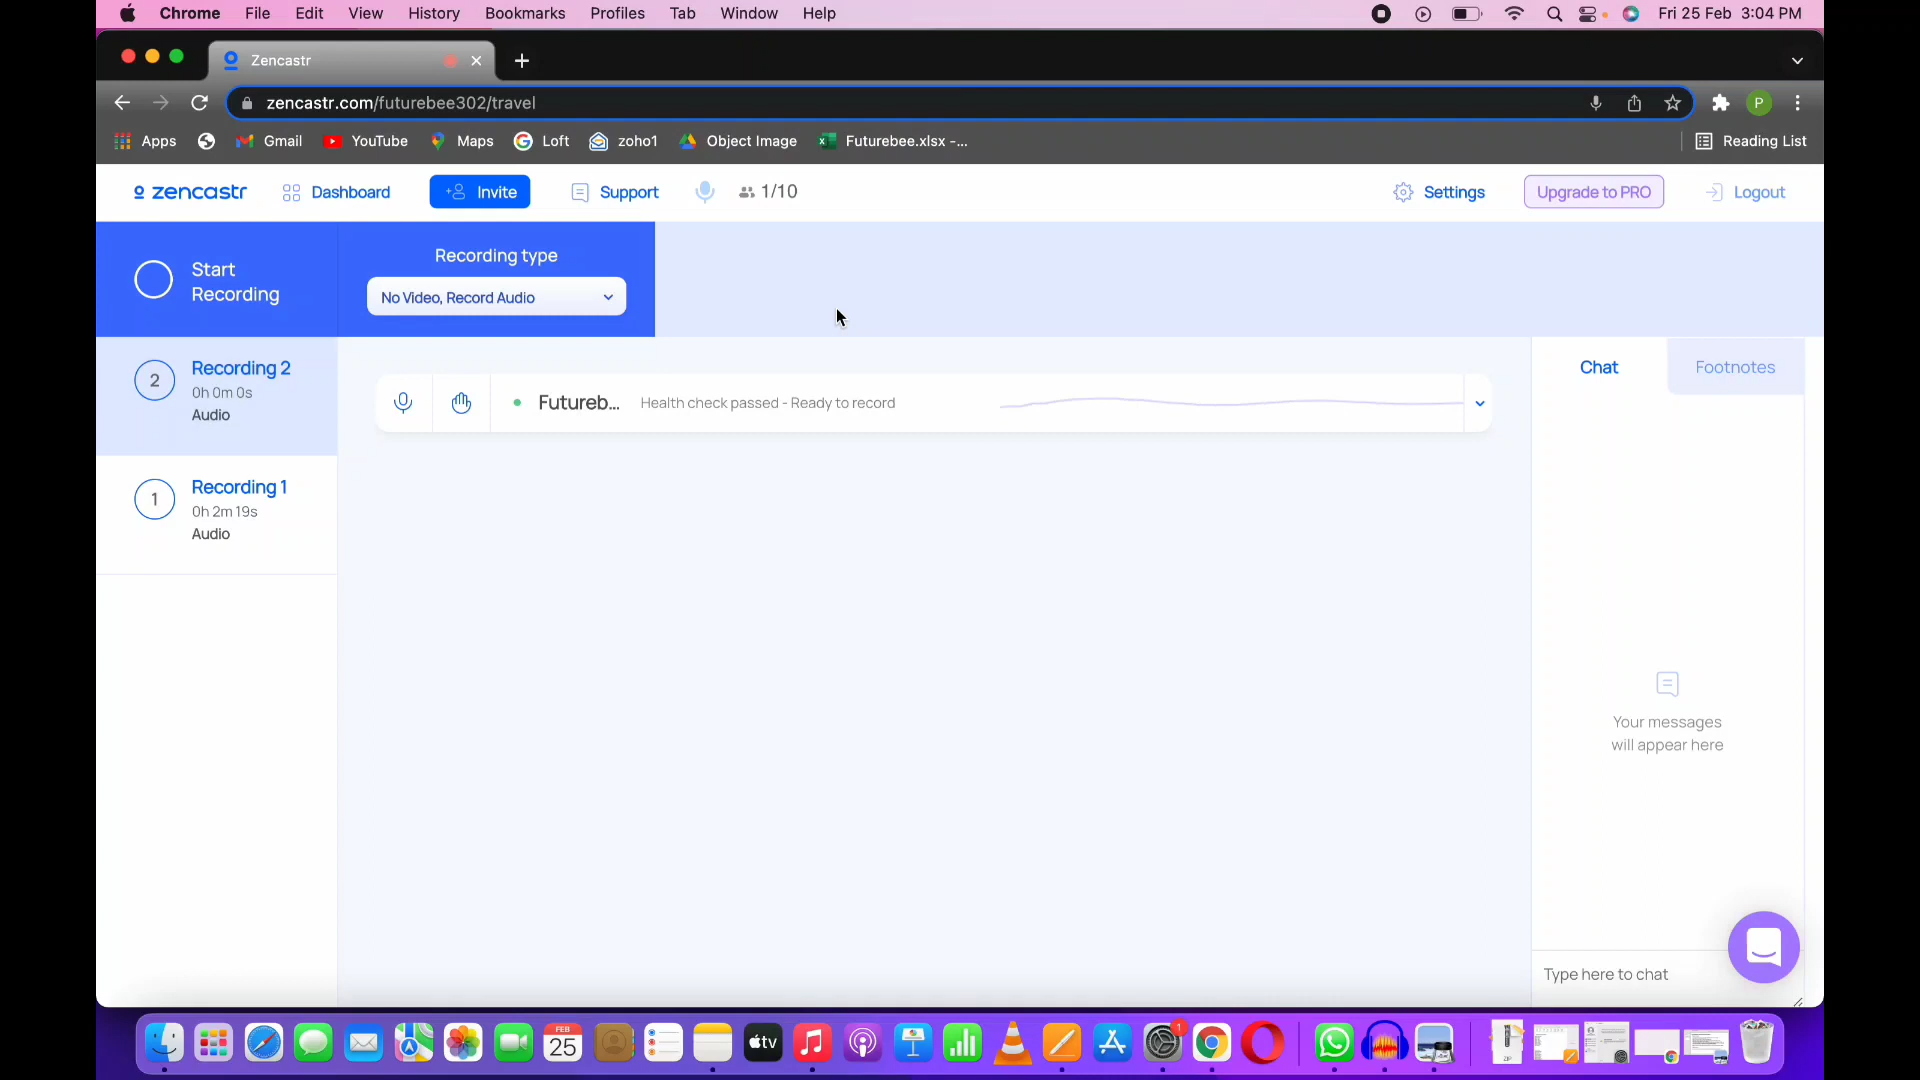 Chrome File Edit View History Bookmarks Profiles Tab Window Help Fri 25 Feb 3:04 PM
Zencastr
zencastr.com/futurebee302/travel P
Apps Gmail YouTube Maps Loft zoho1 Object Image Futurebee.xlsx -... Reading List
zencastr Dashboard Invite Support 1/10 Settings Upgrade to PRO Logout
Start
Recording
Recording type
No Video, Record Audio
2
Recording 2
0h 0m 0s
Audio
1
Recording 1
0h 2m 19s
Audio
Futureb... Health check passed - Ready to record
Chat Footnotes
Your messages
will appear here
Type here to chat
FEB
25
tv
1
ZIP